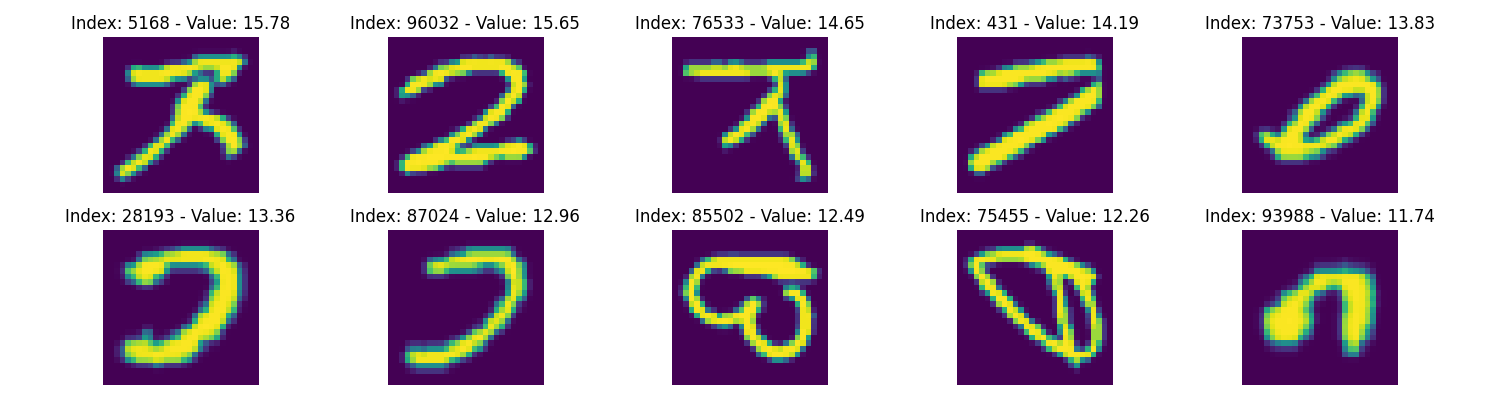 Index: 5168 - Value: 15.78 Index: 96032 - Value: 15.65 Index: 76533 - Value: 14.65 Index: 431 - Value: 14.19 Index: 73753 - Value: 13.83
2
Index: 28193 - Value: 13.36 Index: 87024 - Value: 12.96 Index: 85502 - Value: 12.49 Index: 75455 - Value: 12.26 Index: 93988 - Value: 11.74